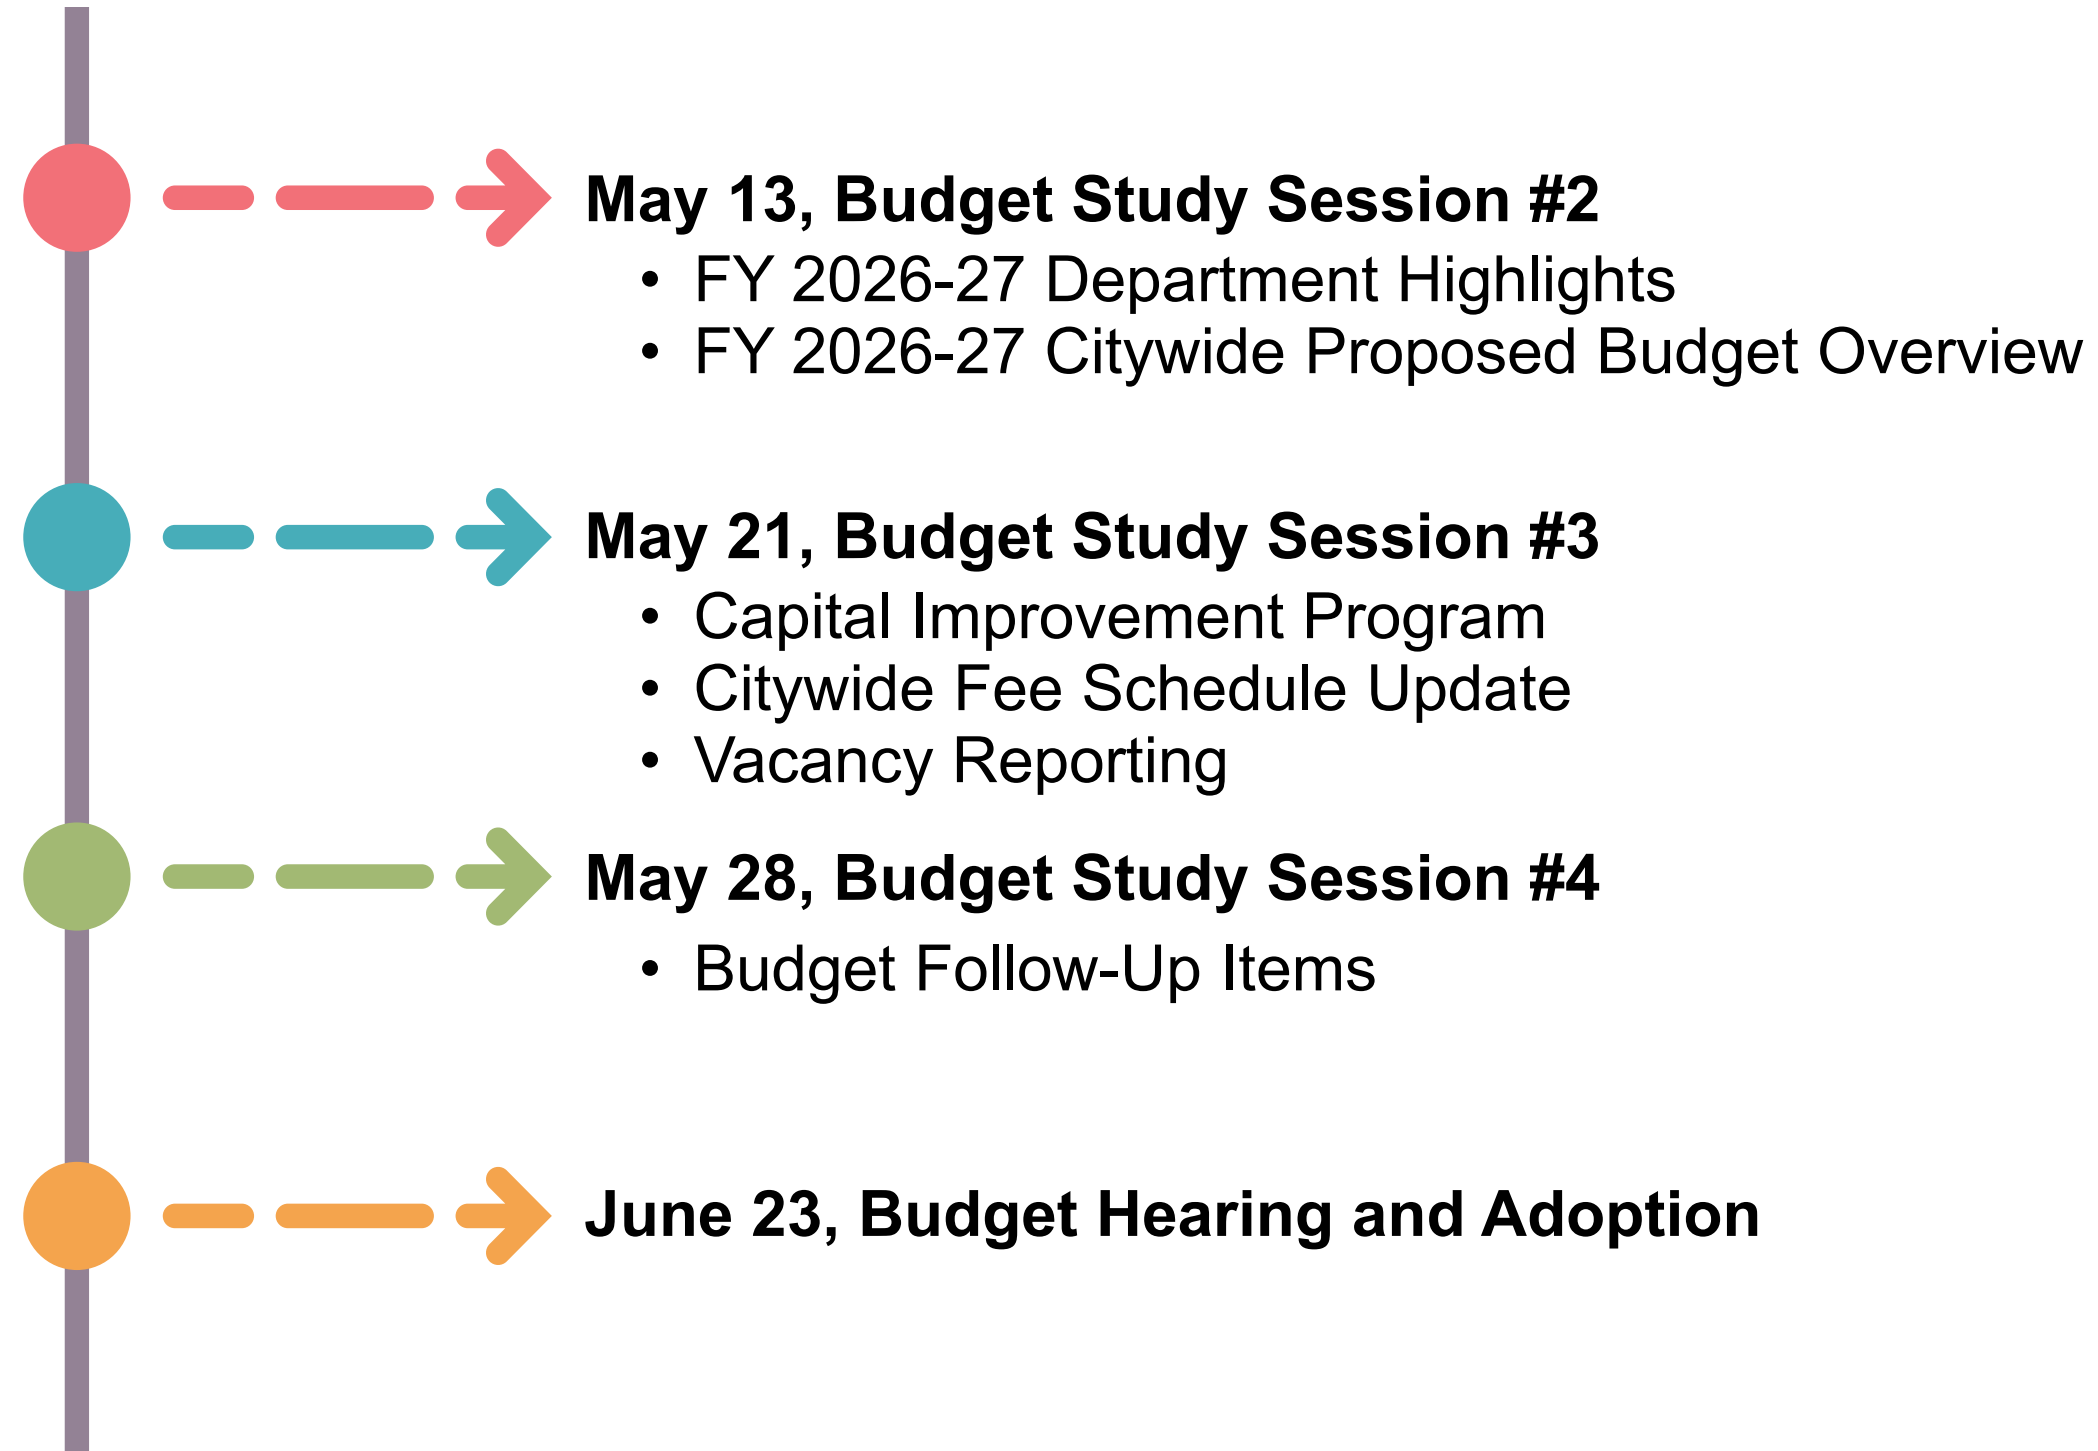 May 13, Budget Study Session #2
• FY 2026-27 Department Highlights
• FY 2026-27 Citywide Proposed Budget Overview
May 21, Budget Study Session #3
• Capital Improvement Program
• Citywide Fee Schedule Update
• Vacancy Reporting
May 28, Budget Study Session #4
• Budget Follow-Up Items
June 23, Budget Hearing and Adoption